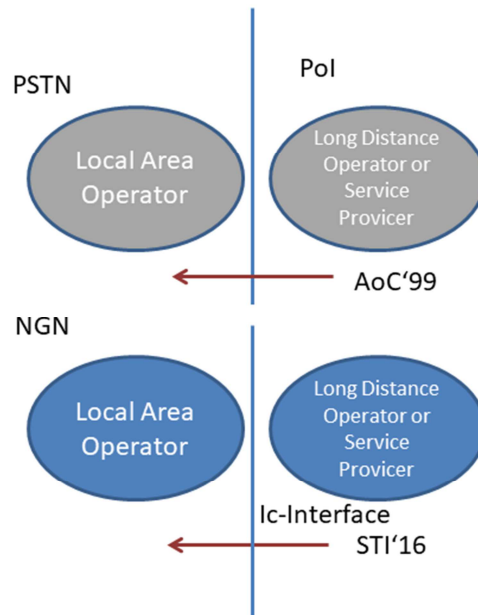 PoI
PSTN
Local Area
Operator
Long Distance
Operator or
Service
Provicer
AoC‘99
NGN
Local Area
Operator
Long Distance
Operator or
Service
Provicer
Ic-Interface
STI‘16